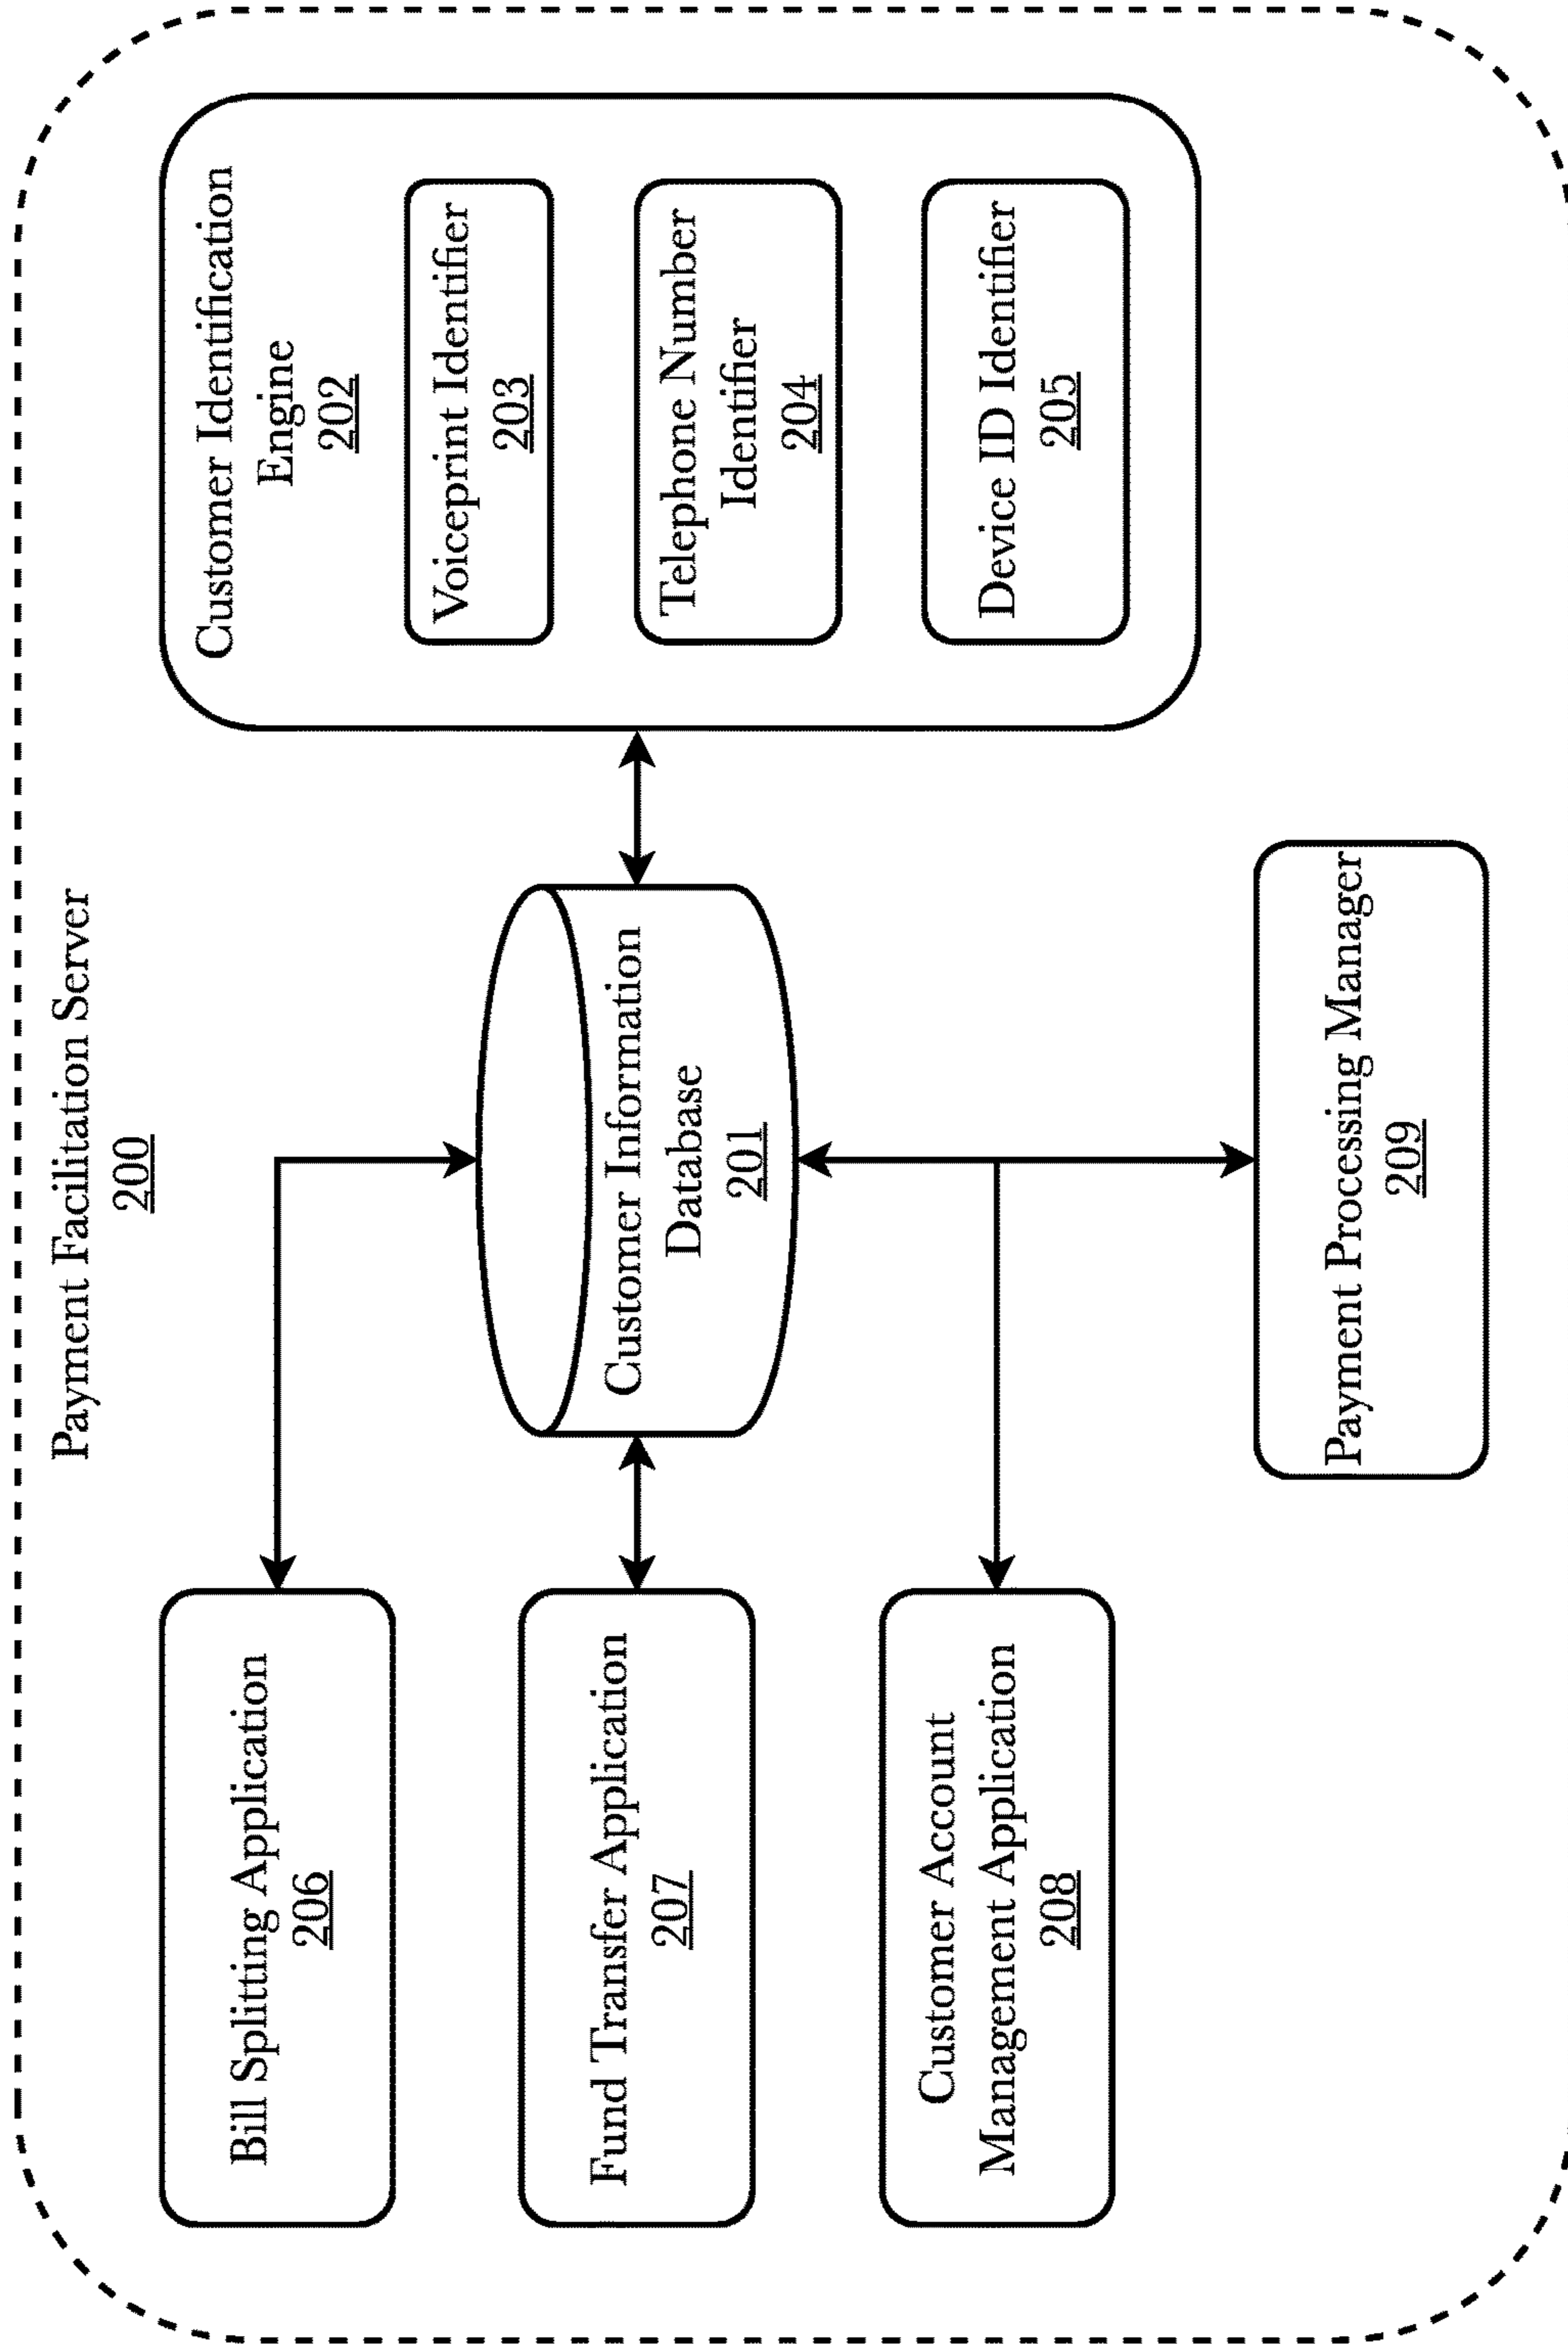 Payment Facilitation Server
200
Bill Splitting Application
206
Fund Transfer Application
207
Customer Account
Management Application
208
Customer Information
Database
201
Payment Processing Manager
209
Customer Identification
Engine
202
Voiceprint Identifier
203
Telephone Number
Identifier
204
Device ID Identifier
205